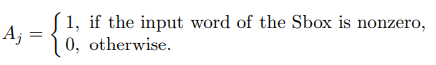 A_j = { 1, if the input word of the Sbox is nonzero,
0, otherwise.